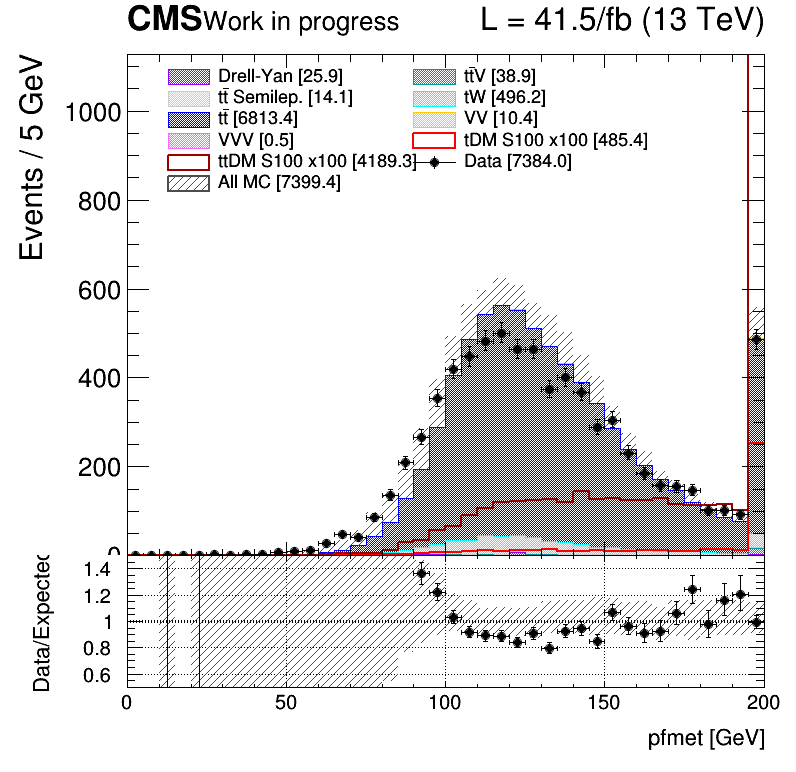 CMS Work in progress L = 41.5/fb (13 TeV)
Events / 5 GeV
Drell-Yan [25.9] tt̄V [38.9]
tt̄ Semilep. [14.1] tW [496.2]
tt̄ [6813.4] VV [10.4]
VVV [0.5] tDM S100 x100 [485.4]
ttDM S100 x100 [4189.3] Data [7384.0]
All MC [7399.4]
1000
800
600
400
200
0
Data/Expected
1.4
1.2
1
0.8
0.6
0 50 100 150 200
pfmet [GeV]